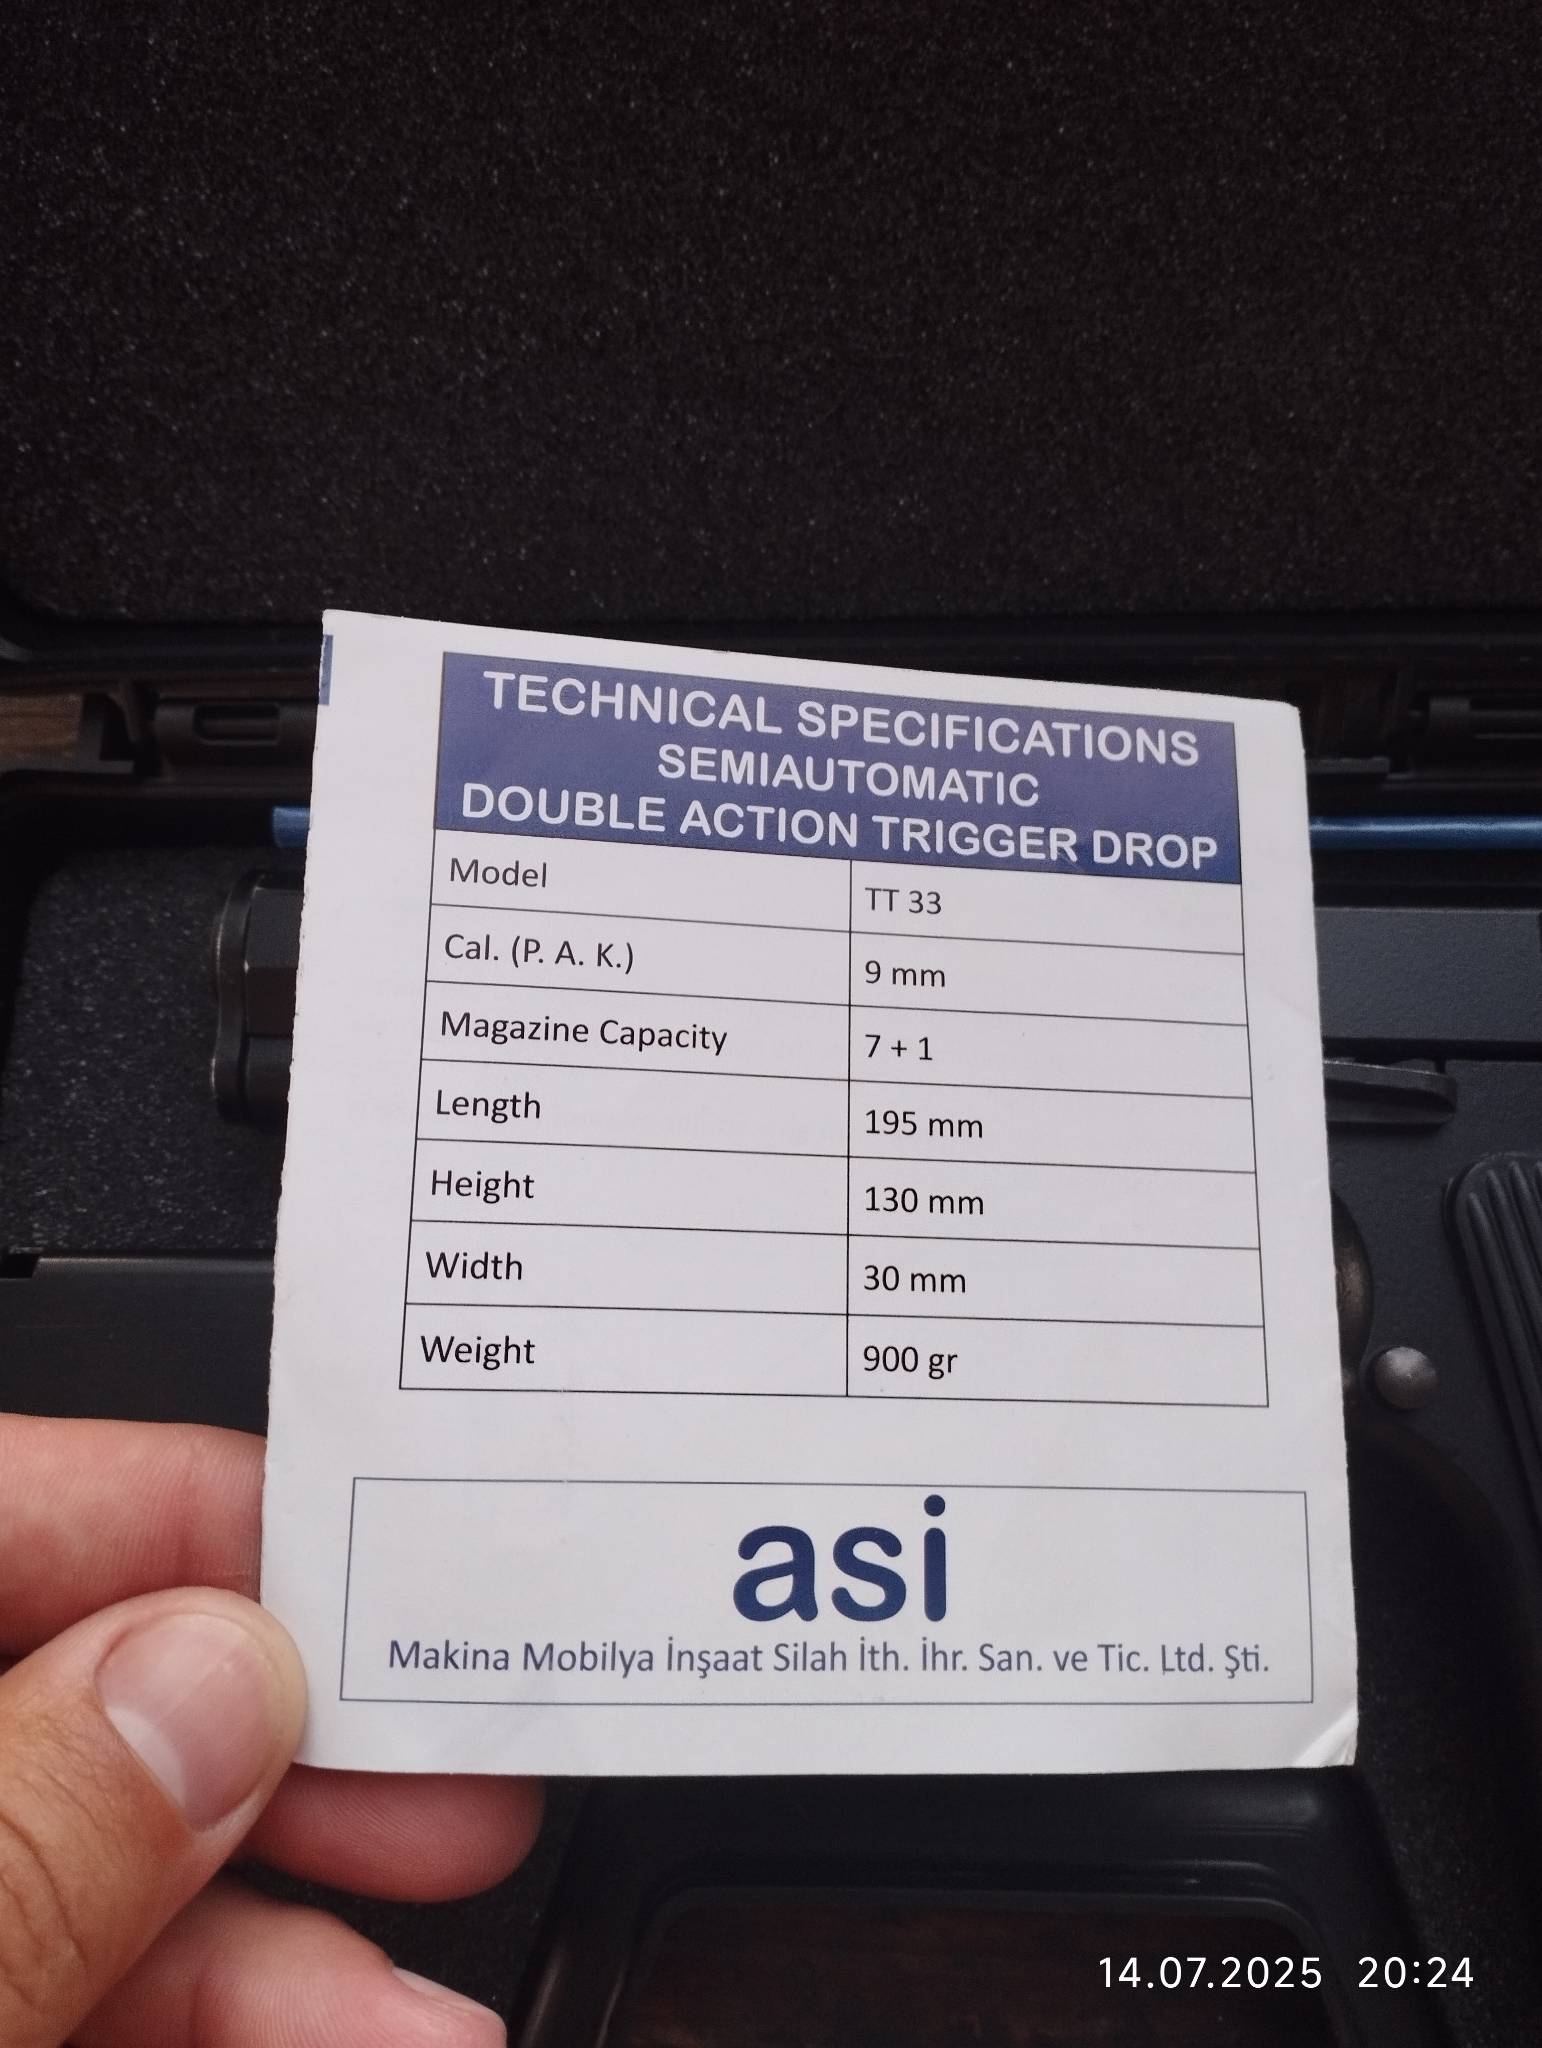 TECHNICAL SPECIFICATIONS
SEMIAUTOMATIC
DOUBLE ACTION TRIGGER DROP
Model TT 33
Cal. (P. A. K.) 9 mm
Magazine Capacity 7 + 1
Length 195 mm
Height 130 mm
Width 30 mm
Weight 900 gr
asi
Makina Mobilya İnşaat Silah İth. İhr. San. ve Tic. Ltd. Şti.
14.07.2025 20:24